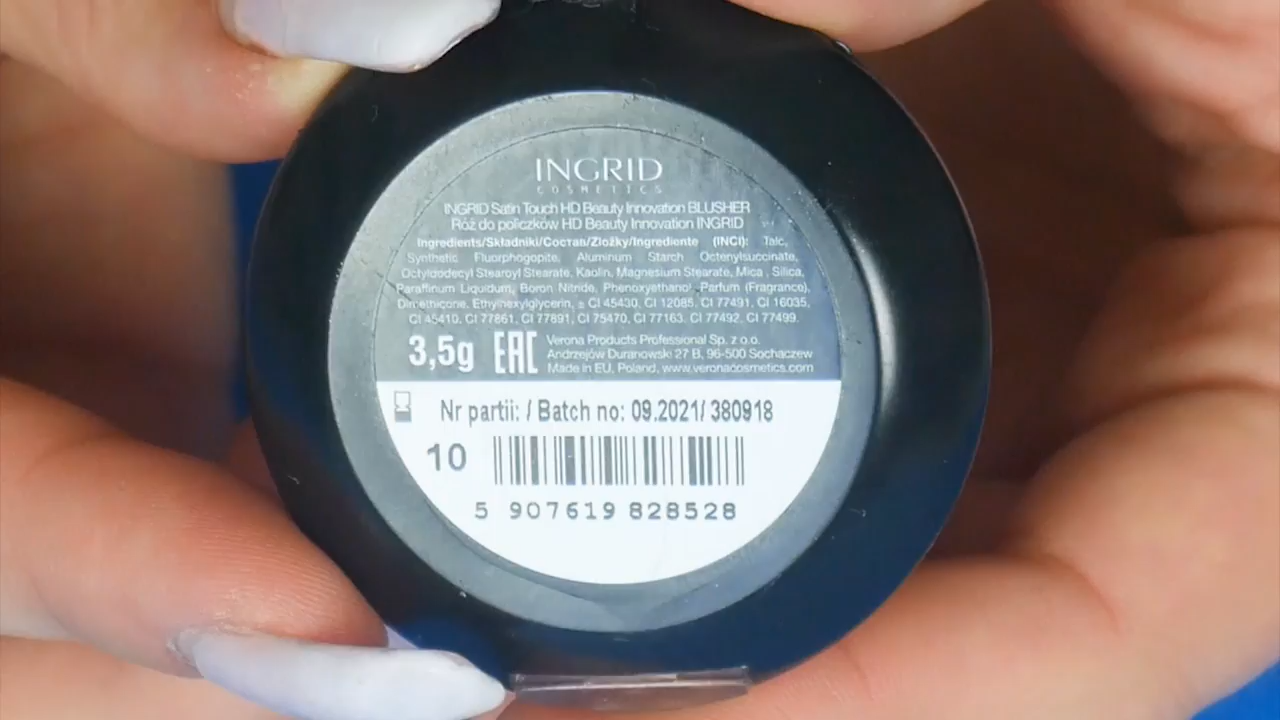 INGRID
COSMETICS
INGRID Satin Touch HD Beauty Innovation BLUSHER
Róż do policzków HD Beauty Innovation INGRID
Ingredients/Składniki/Состав/Zložky/Ingrediente (INCI): Talc,
Synthetic Fluorphogopite, Aluminum Starch Octenylsuccinate,
Octyldodecyl Stearoyl Stearate, Kaolin, Magnesium Stearate, Mica , Silica,
Paraffinum Liquidum, Boron Nitride, Phenoxyethanol, Parfum (Fragrance),
Dimethicone, Ethylhexylglycerin, ± CI 45430, CI 12085, CI 77491, CI 16035,
CI 45410, CI 77861, CI 77891, CI 75470, CI 77163, CI 77492, CI 77499.
3,5g EAC
Verona Products Professional Sp. z o.o.
Andrzejów Duranowski 27 B, 96-500 Sochaczew
Made in EU, Poland, www.veronacosmetics.com
Nr partii: / Batch no: 09.2021/ 380918
10
5 907619 828528